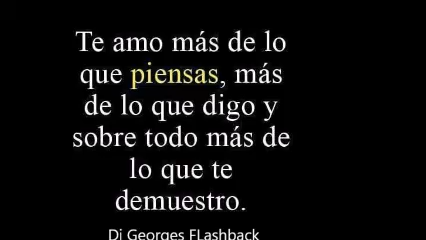 Te amo más de lo
que piensas, más
de lo que digo y
sobre todo más de
lo que te
demuestro.
Dj Georges FLashback